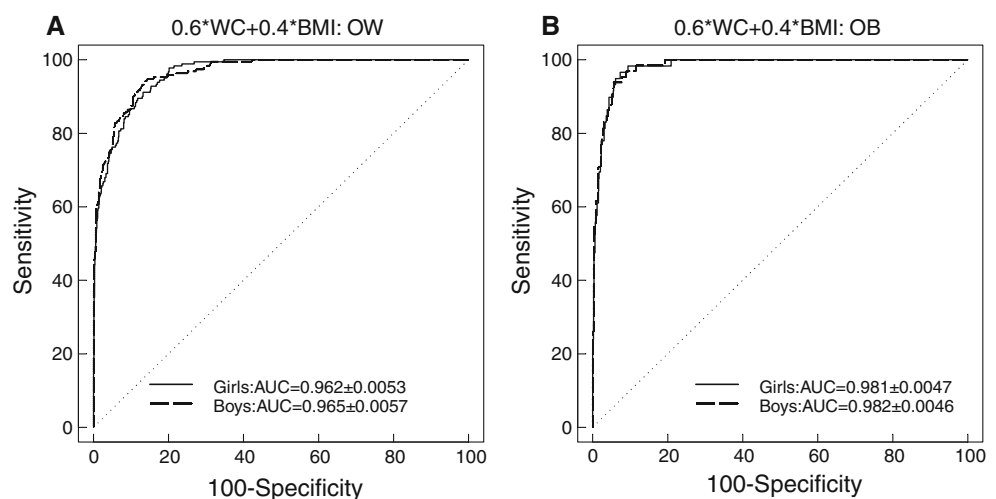 A
0.6*WC+0.4*BMI: OW
100
80
60
40
20
0
Sensitivity
Girls:AUC=0.962±0.0053
Boys:AUC=0.965±0.0057
0 20 40 60 80 100
100-Specificity
B
0.6*WC+0.4*BMI: OB
100
80
60
40
20
0
Sensitivity
Girls:AUC=0.981±0.0047
Boys:AUC=0.982±0.0046
0 20 40 60 80 100
100-Specificity